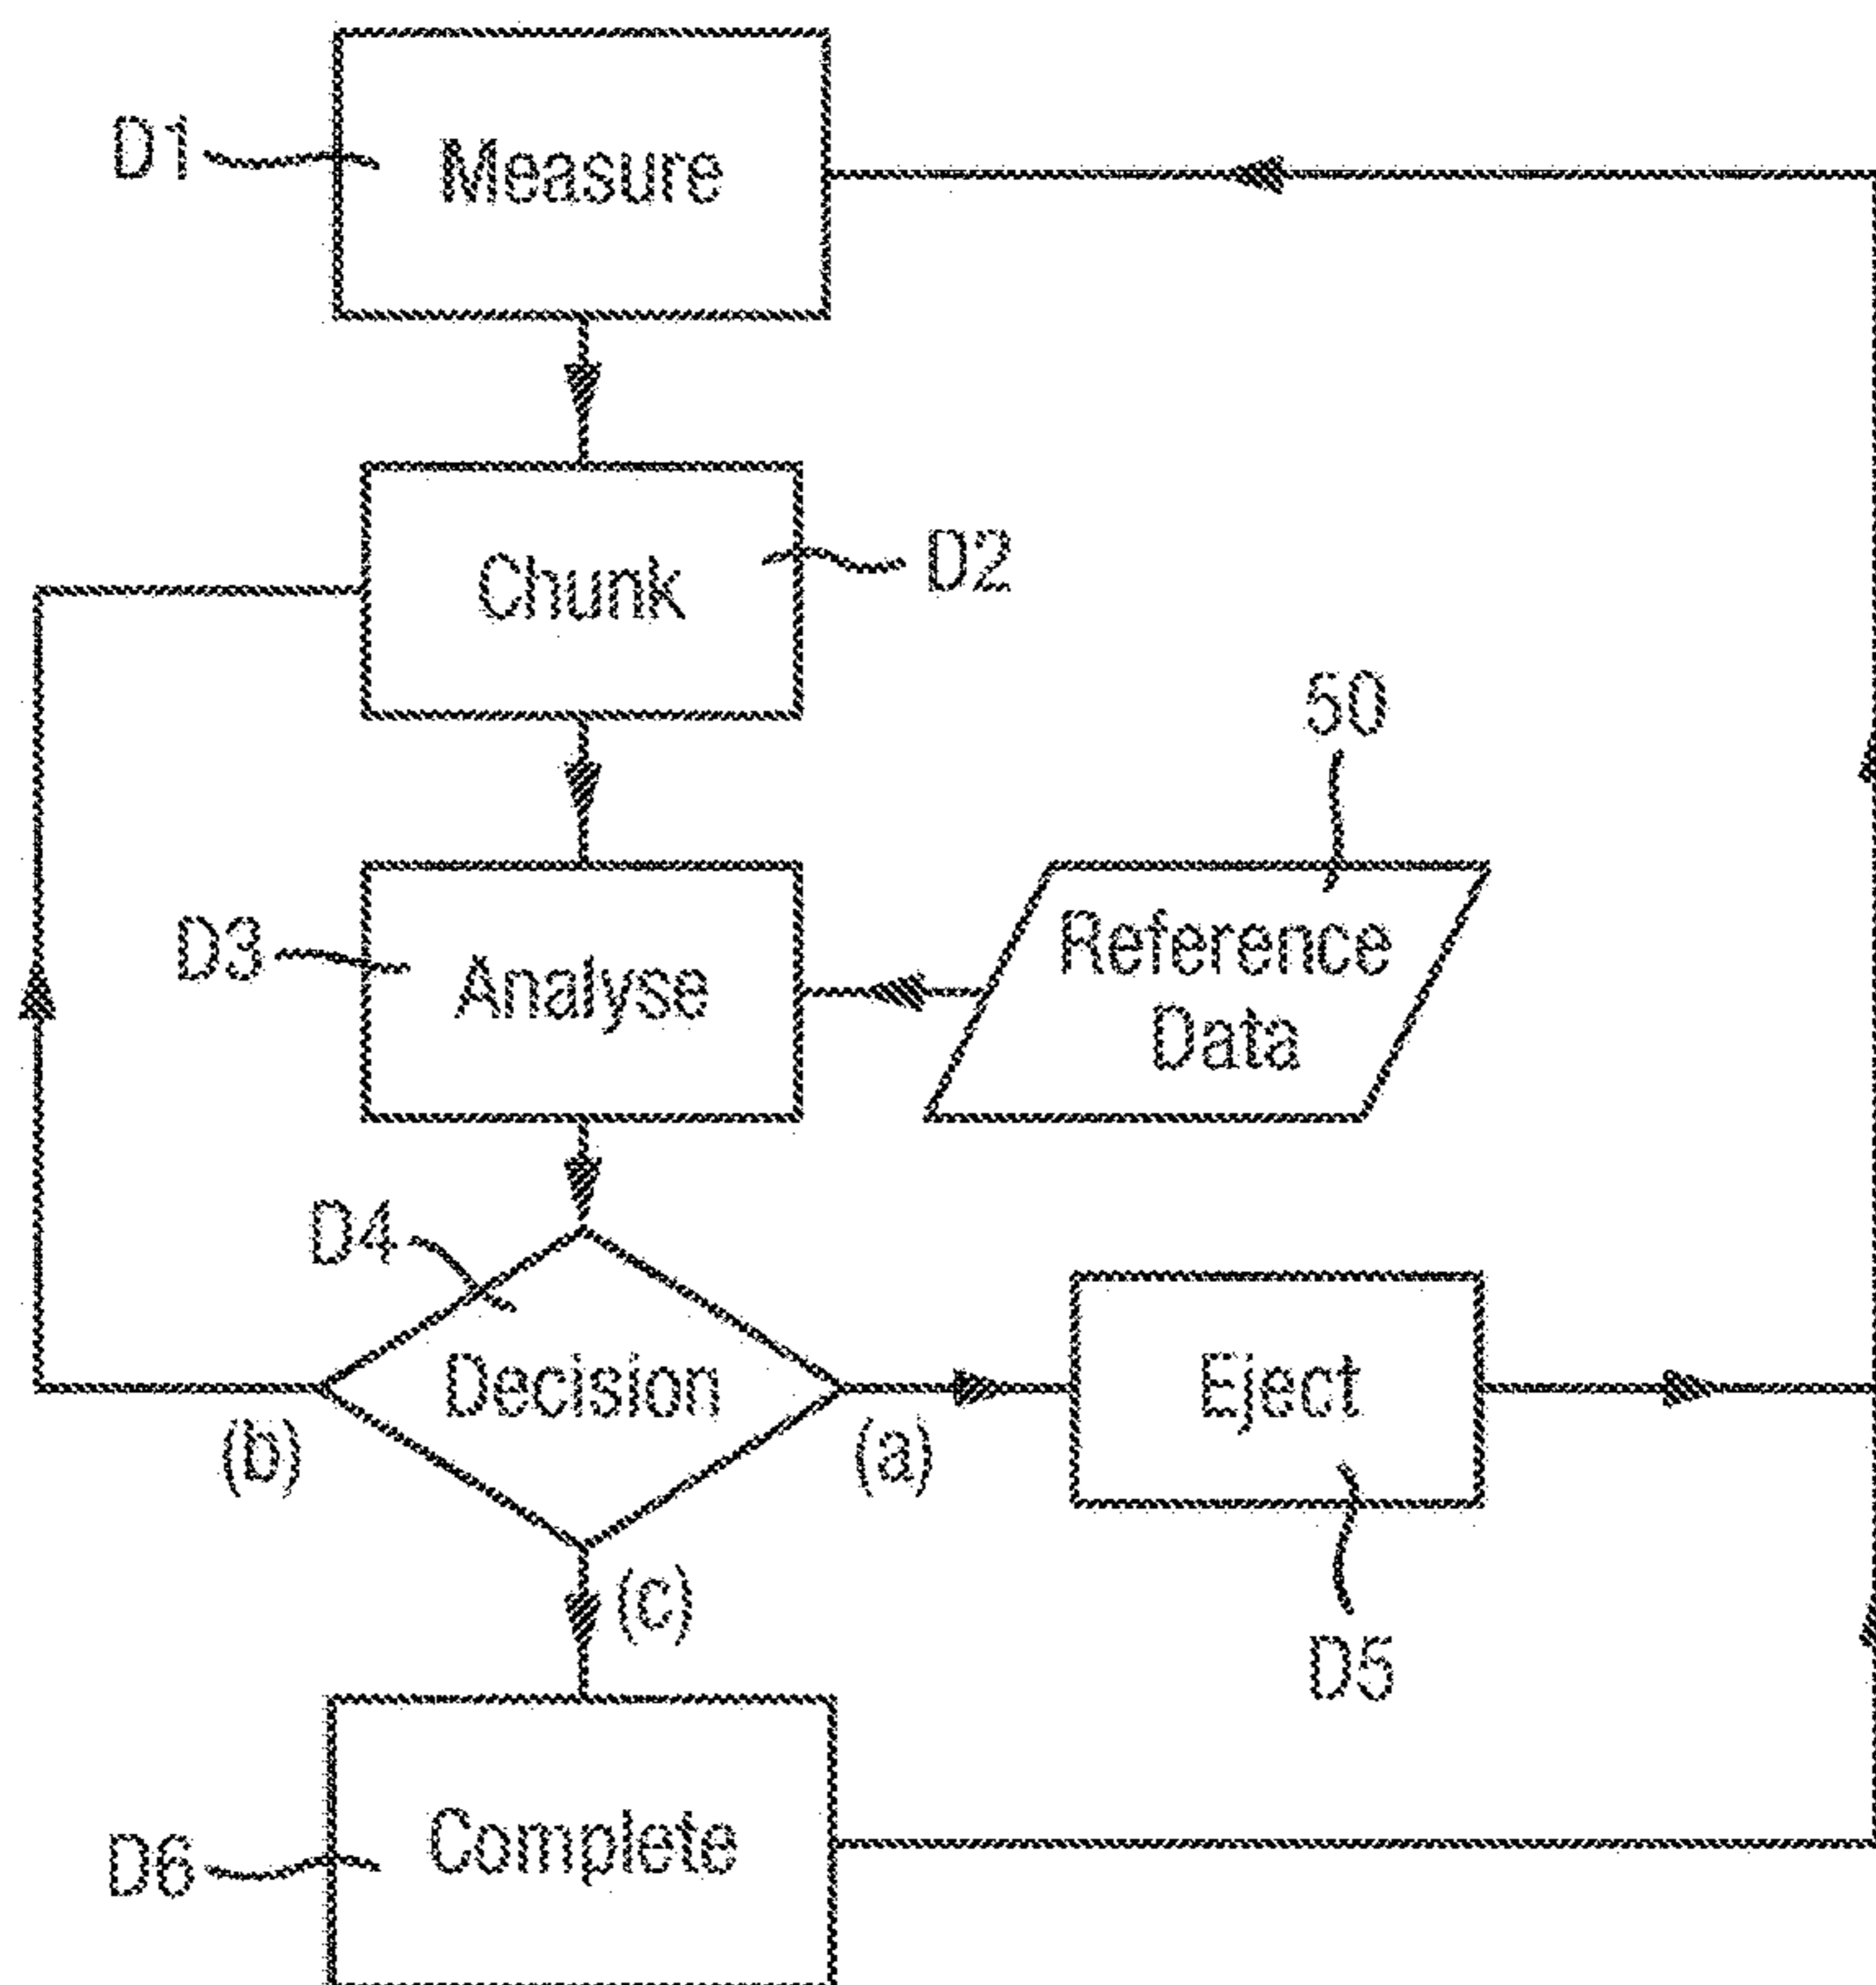 D1
Measure
Chunk
D2
50
D3
Analyse
Reference
Data
D4
Decision
Eject
(b)
(a)
(c)
D5
Complete
D6